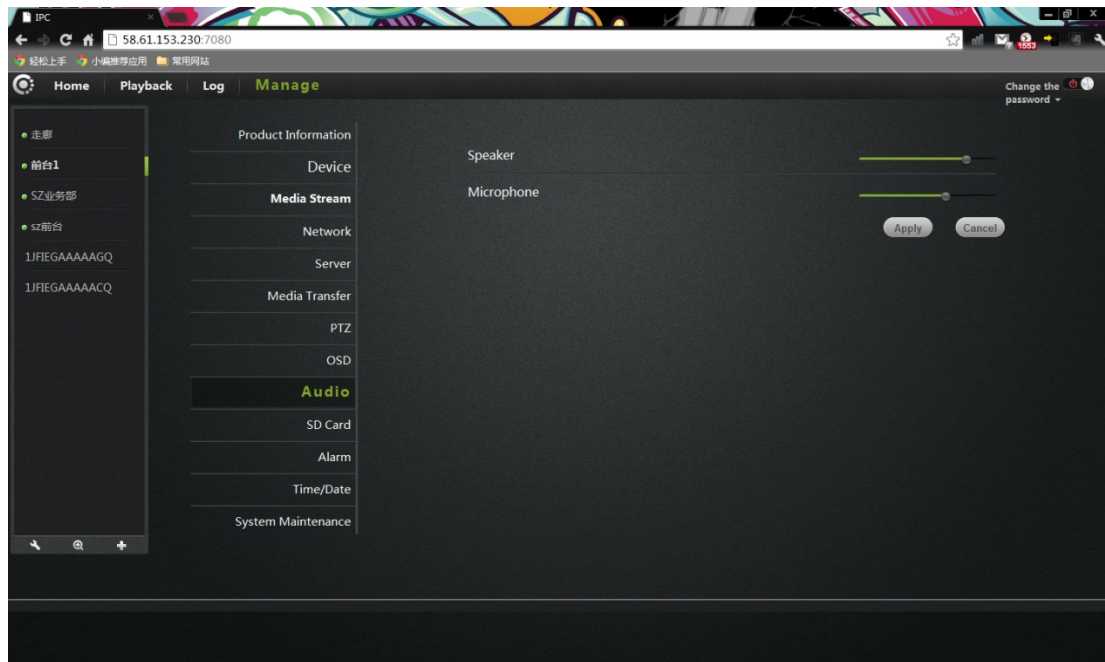 IPC
58.61.153.230:7080
1553
轻松上手 小编推荐应用 常用网站
Home Playback Log Manage
Change the password
走廊
前台1
SZ业务部
sz前台
1JFIEGAAAAAGQ
1JFIEGAAAAACQ
Product Information
Device
Media Stream
Network
Server
Media Transfer
PTZ
OSD
Audio
SD Card
Alarm
Time/Date
System Maintenance
Speaker
Microphone
Apply Cancel